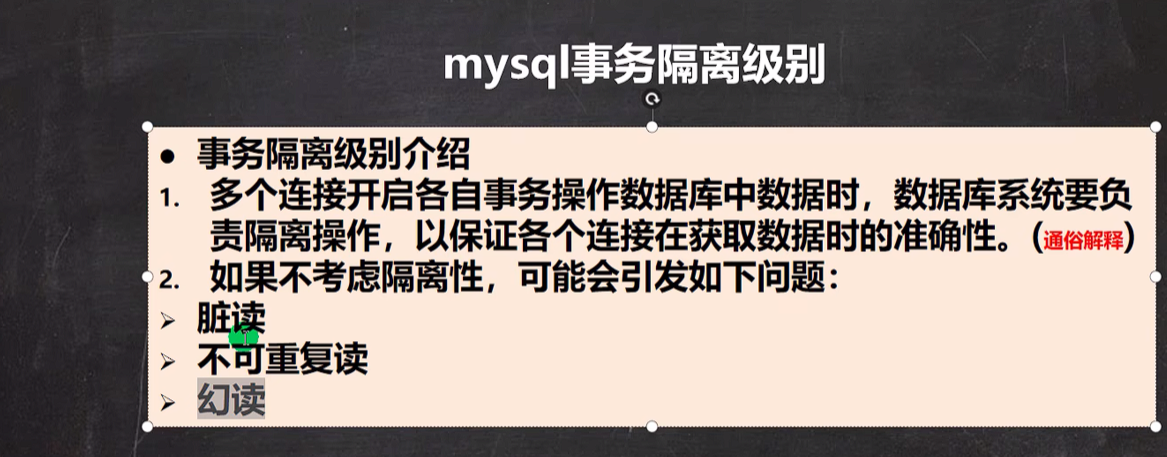 mysql事务隔离级别
● 事务隔离级别介绍
1. 多个连接开启各自事务操作数据库中数据时，数据库系统要负
责隔离操作，以保证各个连接在获取数据时的准确性。(通俗解释)
2. 如果不考虑隔离性，可能会引发如下问题：
➢ 脏读
➢ 不可重复读
➢ 幻读